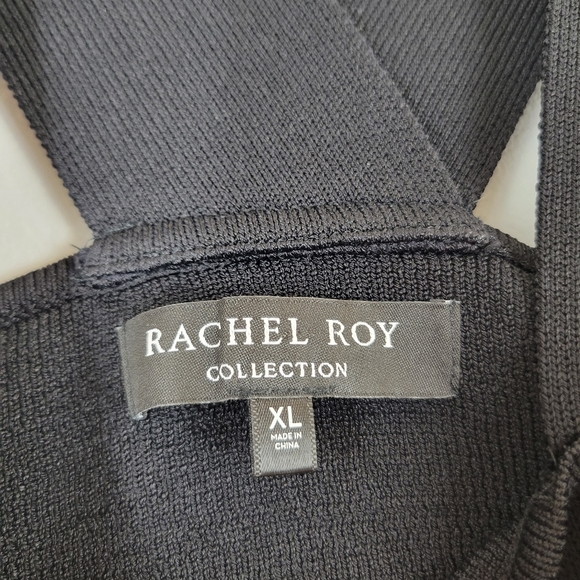 RACHEL ROY
COLLECTION
XL
MADE IN
CHINA